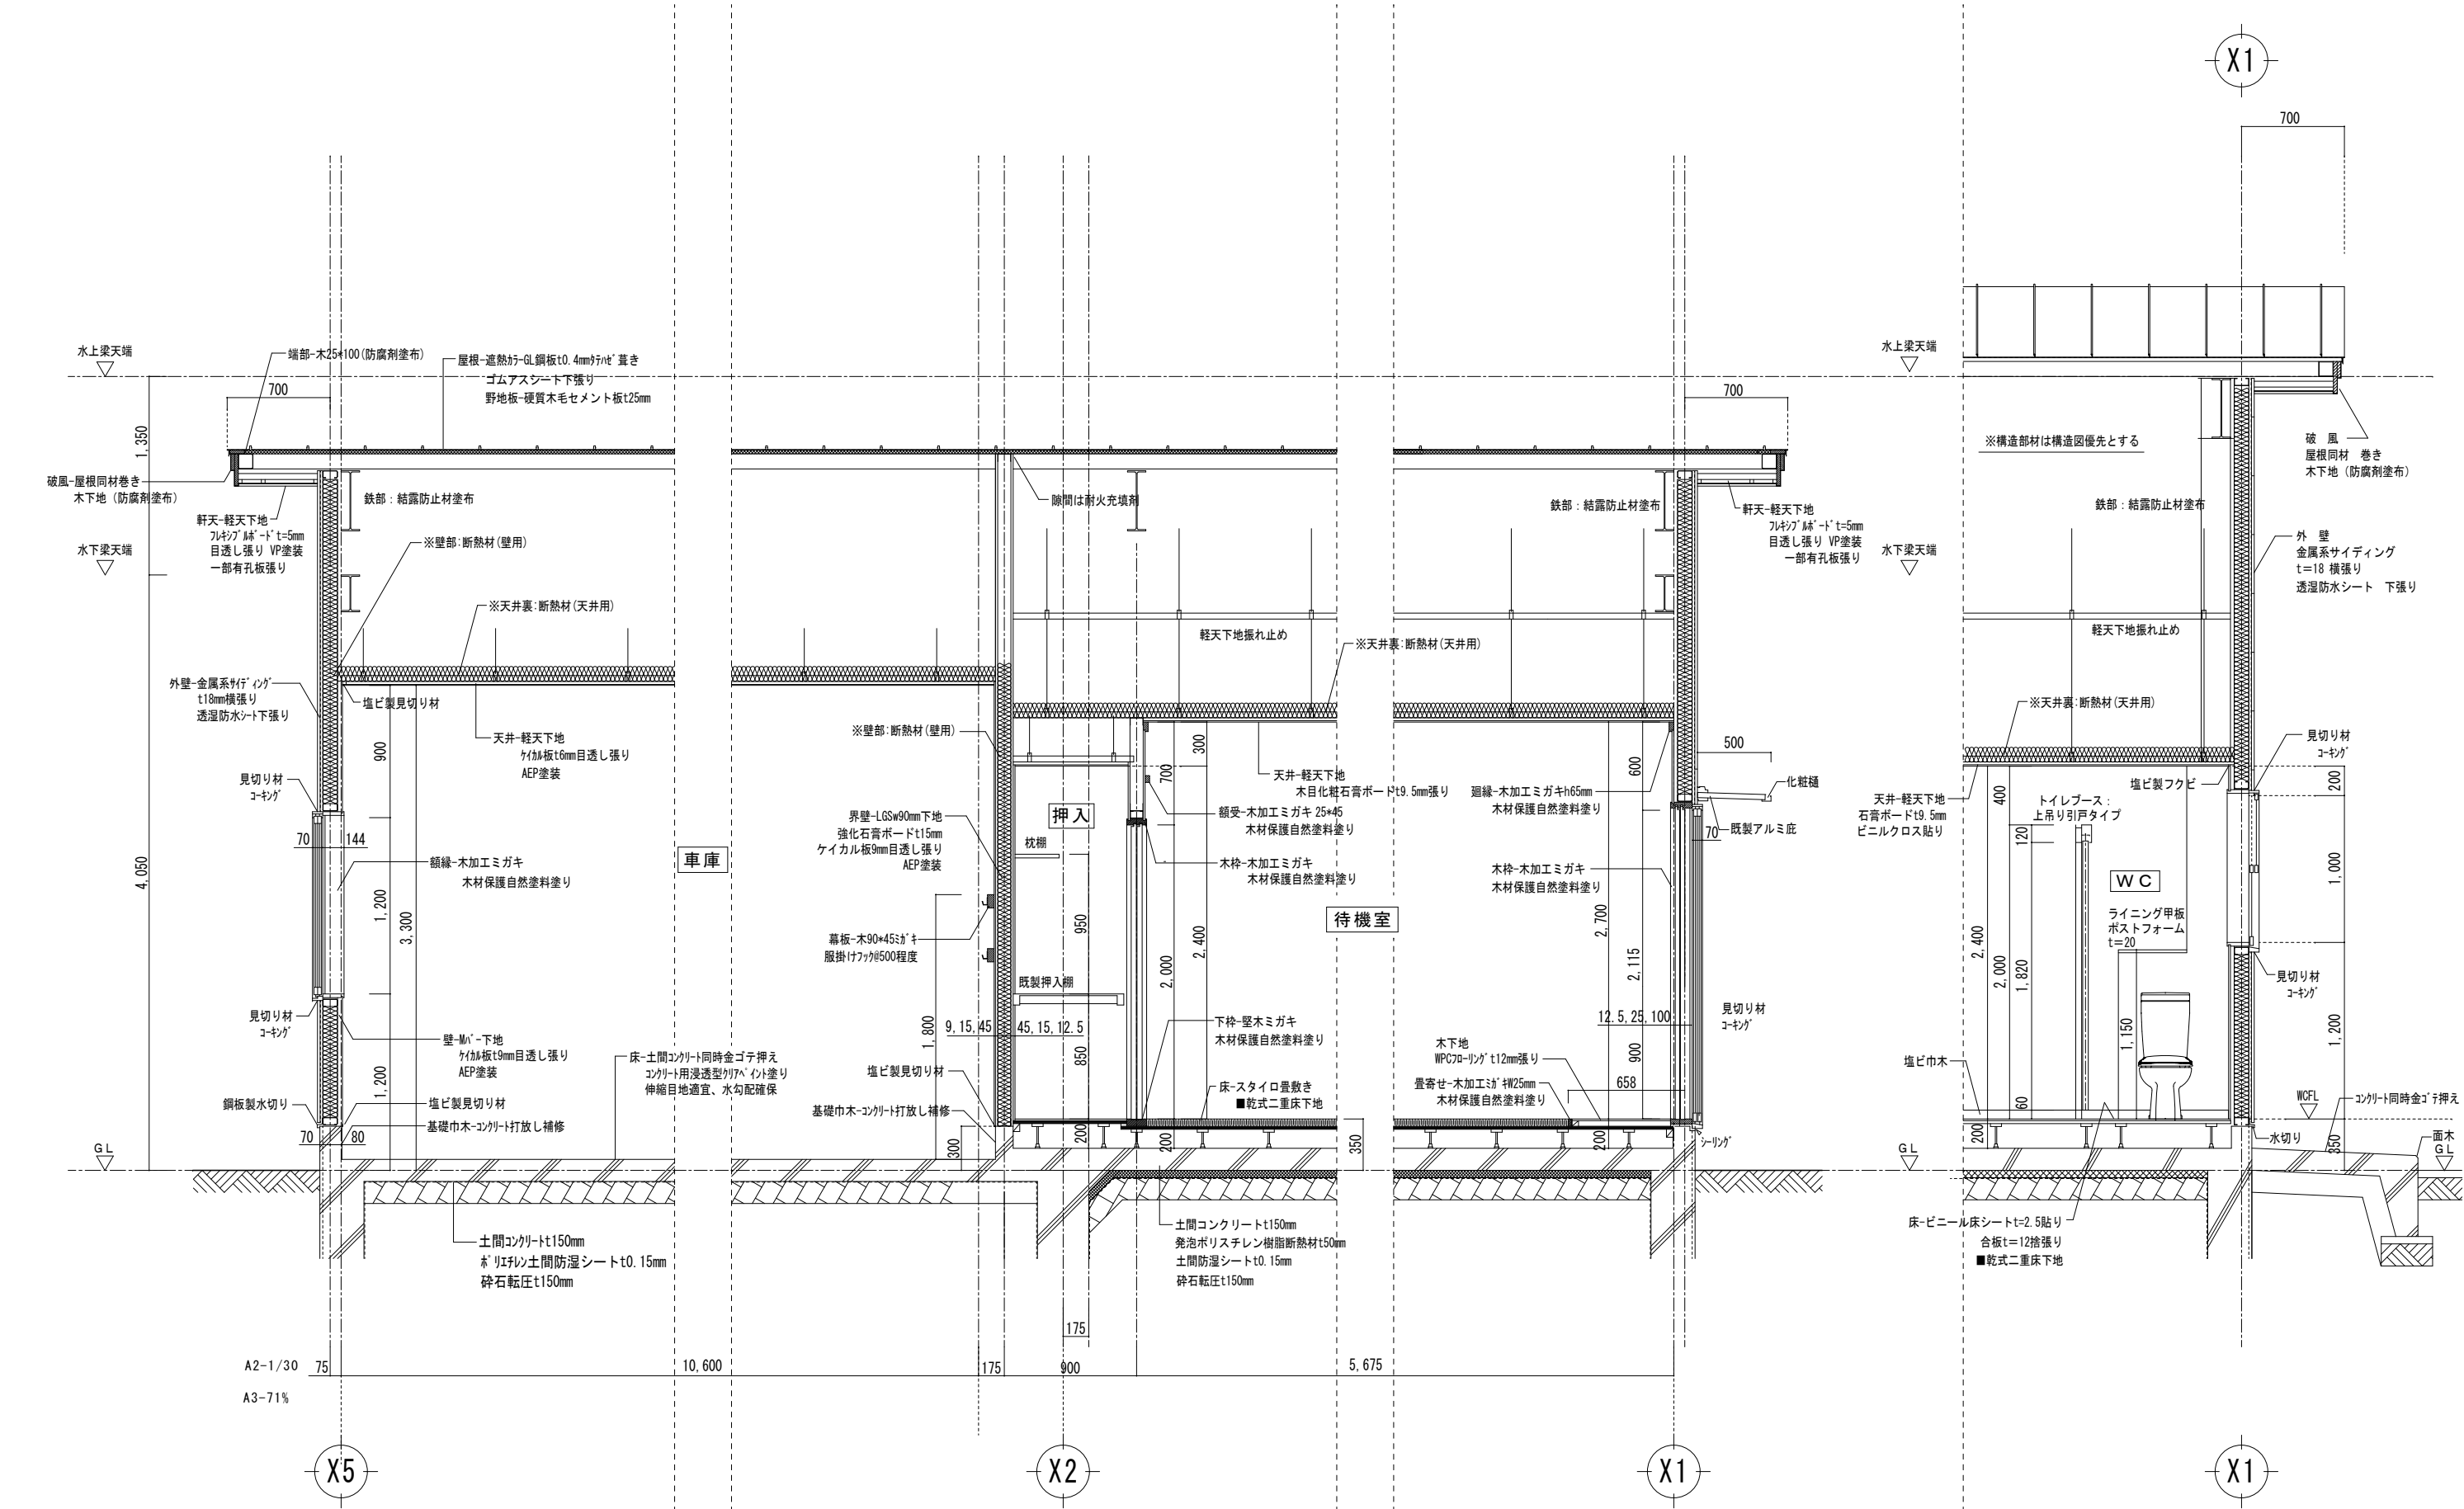 X1
700
水上梁天端
端部-木25*100(防腐剤塗布)
屋根-遮熱ｶﾗｰGL鋼板t0.4mmﾀﾃﾊｾﾞ葺き
ゴムアスシート下張り
野地板-硬質木毛セメント板t25mm
700
1,350
破風-屋根同材巻き
木下地（防腐剤塗布）
鉄部：結露防止材塗布
軒天-軽天下地
ﾌﾚｷｼﾌﾞﾙﾎﾞｰﾄﾞt=5mm
目透し張り VP塗装
一部有孔板張り
水下梁天端
※壁部:断熱材(壁用)
※天井裏:断熱材(天井用)
外壁-金属系ｻｲﾃﾞｨﾝｸﾞ
t18mm横張り
透湿防水ｼｰﾄ下張り
塩ビ製見切り材
天井-軽天下地
ｹｲｶﾙ板t6mm目透し張り
AEP塗装
900
見切り材
ｺｰｷﾝｸﾞ
70
144
4,050
額縁-木加工ミガキ
木材保護自然塗料塗り
車庫
1,200
3,300
見切り材
ｺｰｷﾝｸﾞ
壁-Mﾊﾞｰ下地
ｹｲｶﾙ板t9mm目透し張り
AEP塗装
1,200
鋼板製水切り
塩ビ製見切り材
基礎巾木-ｺﾝｸﾘｰﾄ打放し補修
70
80
GL
床-土間ｺﾝｸﾘｰﾄ同時金ゴテ押え
ｺﾝｸﾘｰﾄ用浸透型ｸﾘｱﾍﾟｲﾝﾄ塗り
伸縮目地適宜、水勾配確保
土間ｺﾝｸﾘｰﾄt150mm
ﾎﾟﾘｴﾁﾚﾝ土間防湿シートt0.15mm
砕石転圧t150mm
隙間は耐火充填剤
※壁部:断熱材(壁用)
界壁-LGSw90mm下地
強化石膏ボードt15mm
ケイカル板9mm目透し張り
AEP塗装
幕板-木90*45ﾐｶﾞｷ
服掛けﾌｯｸ@500程度
1,800
9,15,45
45,15,12.5
塩ビ製見切り材
基礎巾木-ｺﾝｸﾘｰﾄ打放し補修
300
押入
枕棚
既製押入棚
700
950
850
200
軽天下地振れ止め
※天井裏:断熱材(天井用)
300
天井-軽天下地
木目化粧石膏ボードt9.5mm張り
額受-木加工ミガキ 25*45
木材保護自然塗料塗り
木枠-木加工ミガキ
木材保護自然塗料塗り
待機室
2,400
2,000
200
下枠-堅木ミガキ
木材保護自然塗料塗り
床-スタイロ畳敷き
■乾式二重床下地
350
土間コンクリートt150mm
発泡ポリスチレン樹脂断熱材t50mm
土間防湿シートt0.15mm
砕石転圧t150mm
鉄部：結露防止材塗布
700
軒天-軽天下地
ﾌﾚｷｼﾌﾞﾙﾎﾞｰﾄﾞt=5mm
目透し張り VP塗装
一部有孔板張り
500
600
廻縁-木加工ミガキh65mm
木材保護自然塗料塗り
化粧樋
既製アルミ庇
70
木枠-木加工ミガキ
木材保護自然塗料塗り
2,700
2,115
12.5,25,100
見切り材
ｺｰｷﾝｸﾞ
900
木下地
WPCﾌﾛｰﾘﾝｸﾞt12mm張り
畳寄せ-木加工ﾐｶﾞｷW25mm
木材保護自然塗料塗り
658
200
ｼｰﾘﾝｸﾞ
水上梁天端
※構造部材は構造図優先とする
破　風
屋根同材　巻き
木下地（防腐剤塗布）
鉄部：結露防止材塗布
水下梁天端
外　壁
金属系サイディング
t＝18 横張り
透湿防水シート　下張り
軽天下地振れ止め
※天井裏:断熱材(天井用)
見切り材
ｺｰｷﾝｸﾞ
塩ビ製フクビ
天井-軽天下地
石膏ボードt9.5mm
ビニルクロス貼り
トイレブース：
上吊り引戸タイプ
400
120
200
1,000
WC
ライニング甲板
ポストフォーム
t＝20
2,400
2,000
1,820
1,150
見切り材
ｺｰｷﾝｸﾞ
1,200
塩ビ巾木
60
WCFL
ｺﾝｸﾘｰﾄ同時金ｺﾞﾃ押え
200
水切り
350
面木
GL
GL
床-ビニール床シートt=2.5貼り
合板t＝12捨張り
■乾式二重床下地
175
A2-1/30
75
10,600
175
900
5,675
A3-71%
X5
X2
X1
X1